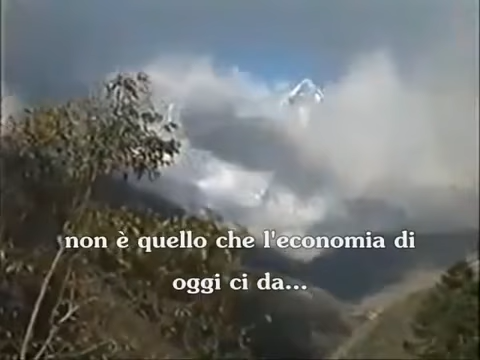 non è quello che l'economia di
oggi ci da...